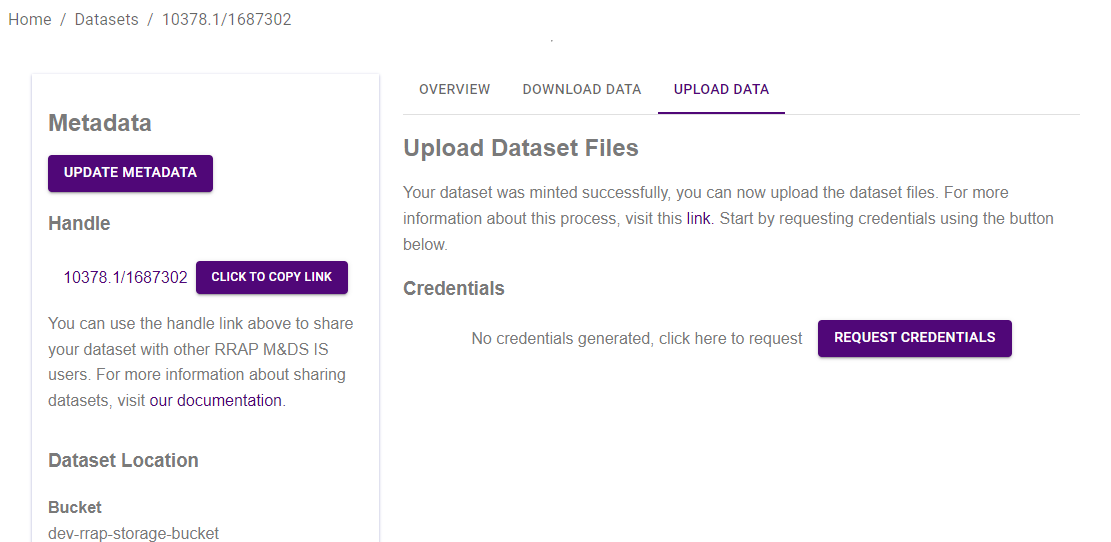 Home / Datasets / 10378.1/1687302
Metadata
UPDATE METADATA
Handle
10378.1/1687302 CLICK TO COPY LINK
You can use the handle link above to share
your dataset with other RRAP M&DS IS
users. For more information about sharing
datasets, visit our documentation.
Dataset Location
Bucket
dev-rrap-storage-bucket
OVERVIEW DOWNLOAD DATA UPLOAD DATA
Upload Dataset Files
Your dataset was minted successfully, you can now upload the dataset files. For more
information about this process, visit this link. Start by requesting credentials using the button
below.
Credentials
No credentials generated, click here to request REQUEST CREDENTIALS